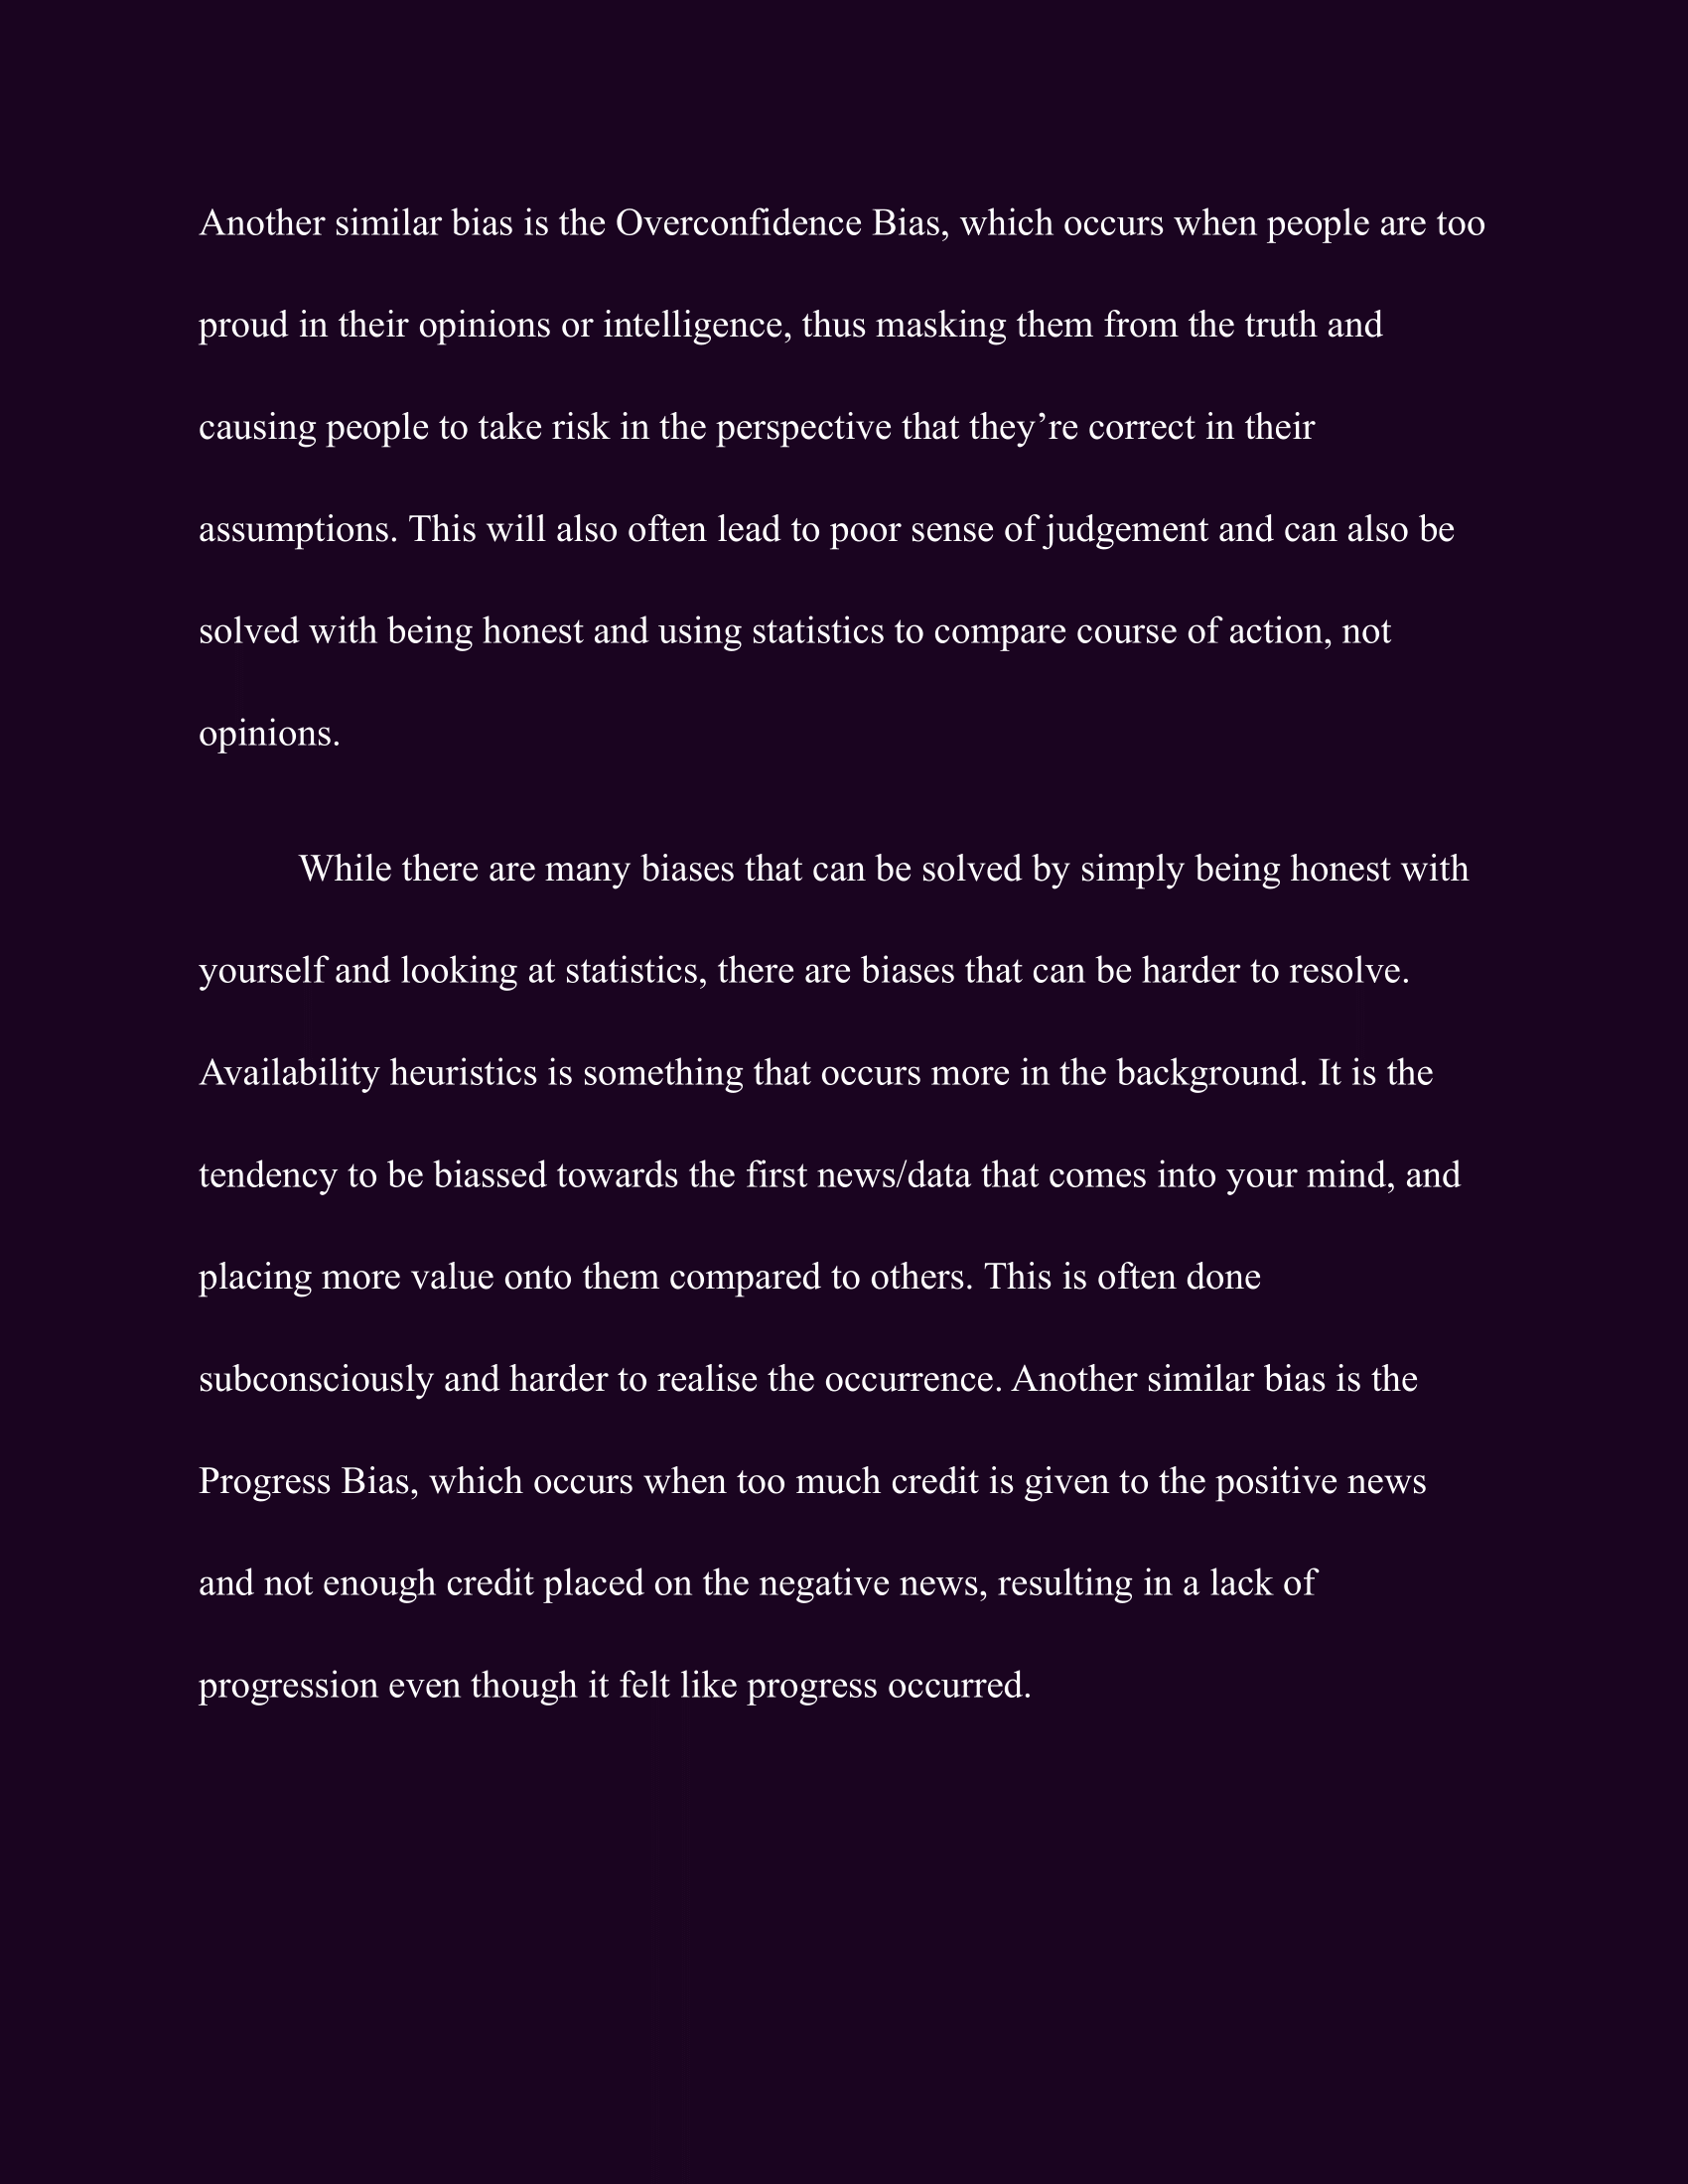 Another similar bias is the Overconfidence Bias, which occurs when people are too
proud in their opinions or intelligence, thus masking them from the truth and
causing people to take risk in the perspective that they’re correct in their
assumptions. This will also often lead to poor sense of judgement and can also be
solved with being honest and using statistics to compare course of action, not
opinions.
While there are many biases that can be solved by simply being honest with
yourself and looking at statistics, there are biases that can be harder to resolve.
Availability heuristics is something that occurs more in the background. It is the
tendency to be biassed towards the first news/data that comes into your mind, and
placing more value onto them compared to others. This is often done
subconsciously and harder to realise the occurrence. Another similar bias is the
Progress Bias, which occurs when too much credit is given to the positive news
and not enough credit placed on the negative news, resulting in a lack of
progression even though it felt like progress occurred.